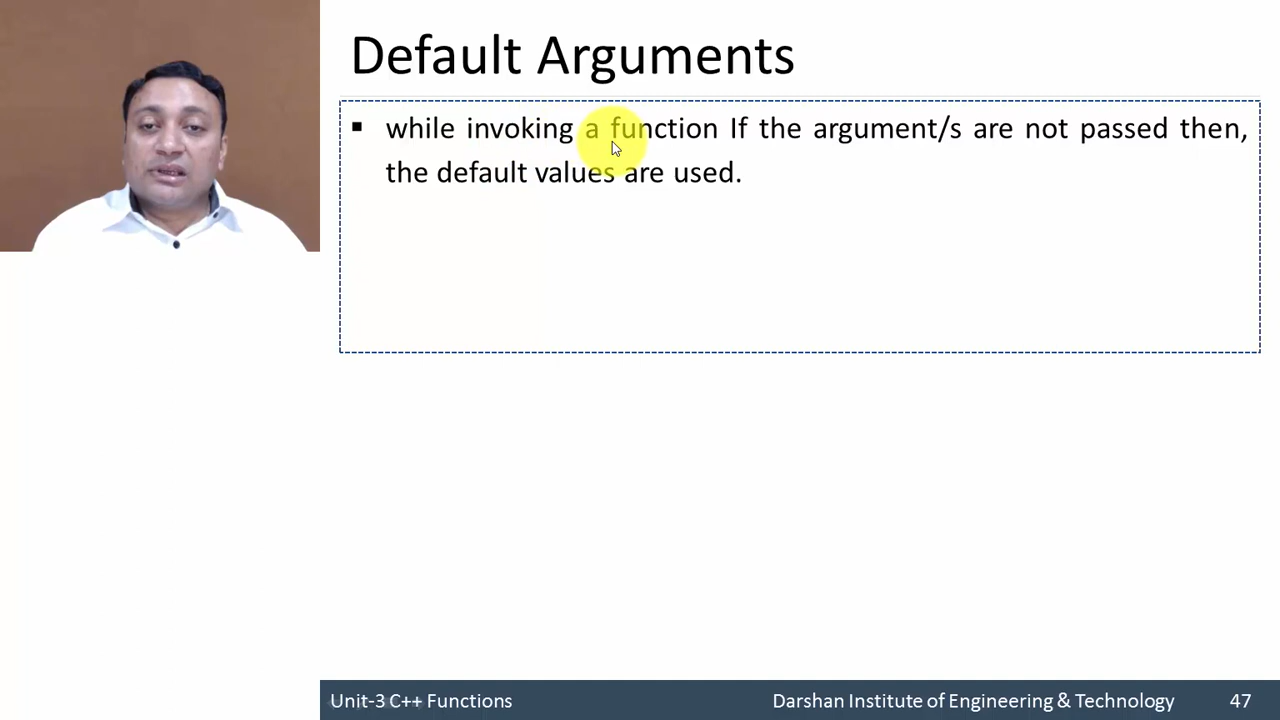 Default Arguments
▪ while invoking a function If the argument/s are not passed then,
the default values are used.
Unit-3 C++ Functions
Darshan Institute of Engineering & Technology
47